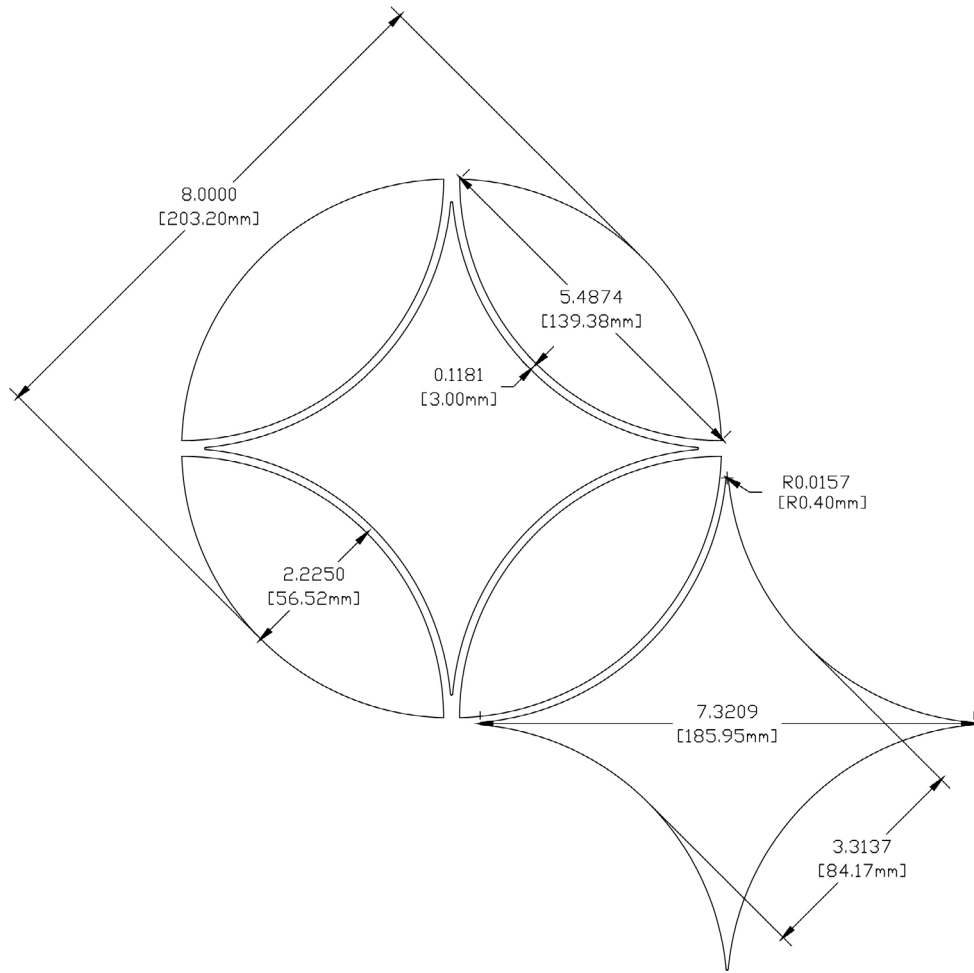 8.0000
[203.20mm]
5.4874
[139.38mm]
0.1181
[3.00mm]
R0.0157
[R0.40mm]
2.2250
[56.52mm]
7.3209
[185.95mm]
3.3137
[84.17mm]